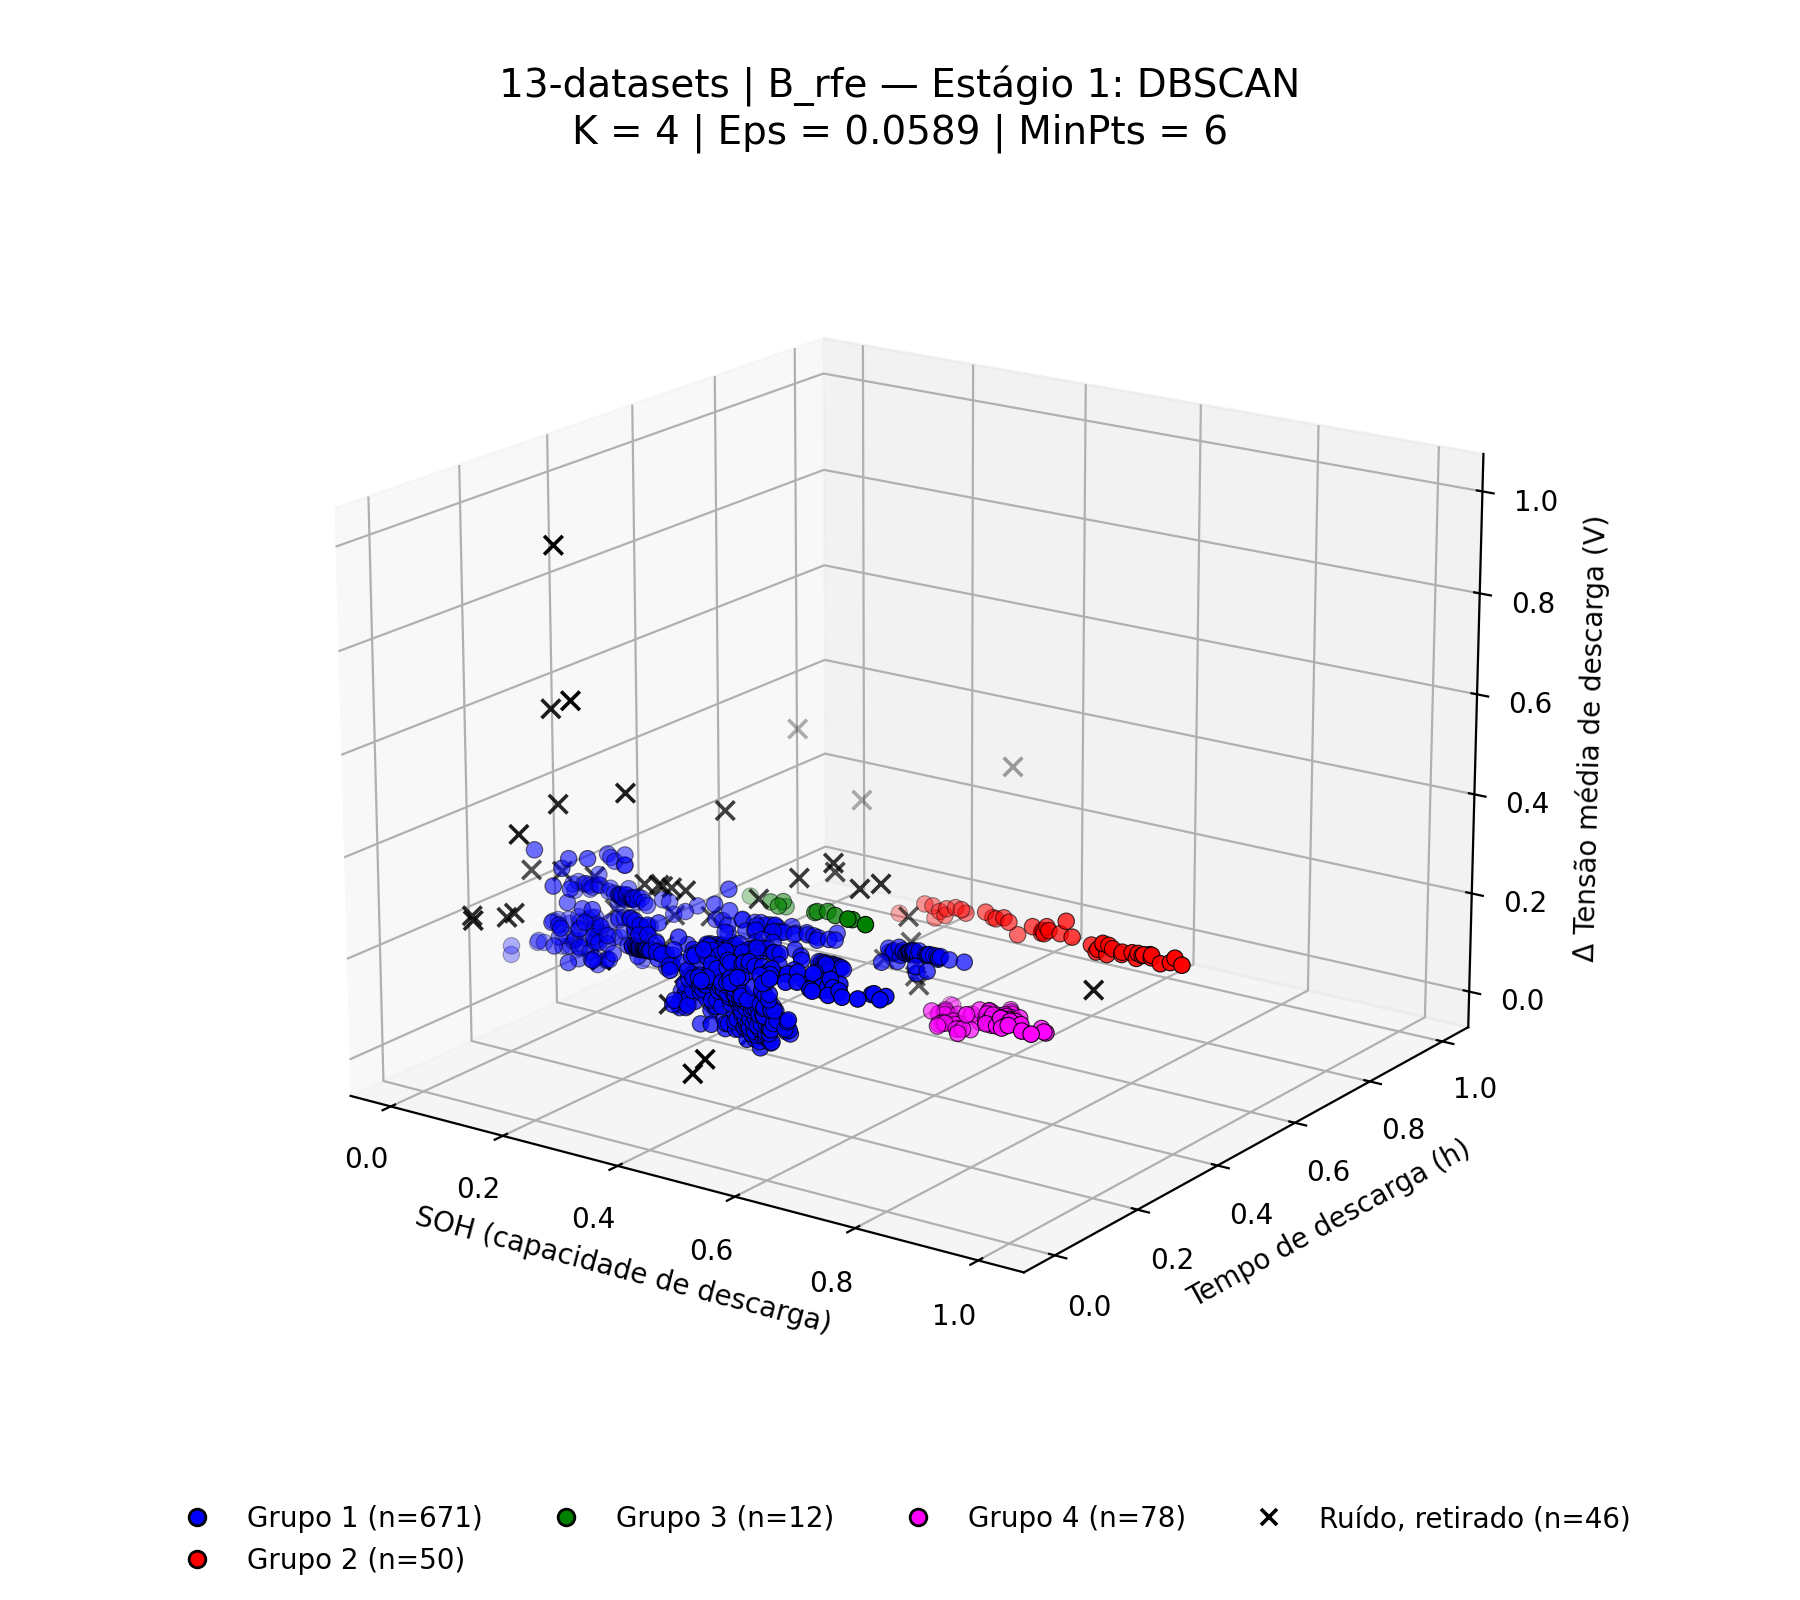 13-datasets | B_rfe — Estágio 1: DBSCAN
K = 4 | Eps = 0.0589 | MinPts = 6
1.0
0.8
0.6
0.4
0.2
0.0
Δ Tensão média de descarga (V)
0.0
0.2
0.4
0.6
0.8
1.0
SOH (capacidade de descarga)
0.0
0.2
0.4
0.6
0.8
1.0
Tempo de descarga (h)
Grupo 1 (n=671)
Grupo 2 (n=50)
Grupo 3 (n=12)
Grupo 4 (n=78)
Ruído, retirado (n=46)